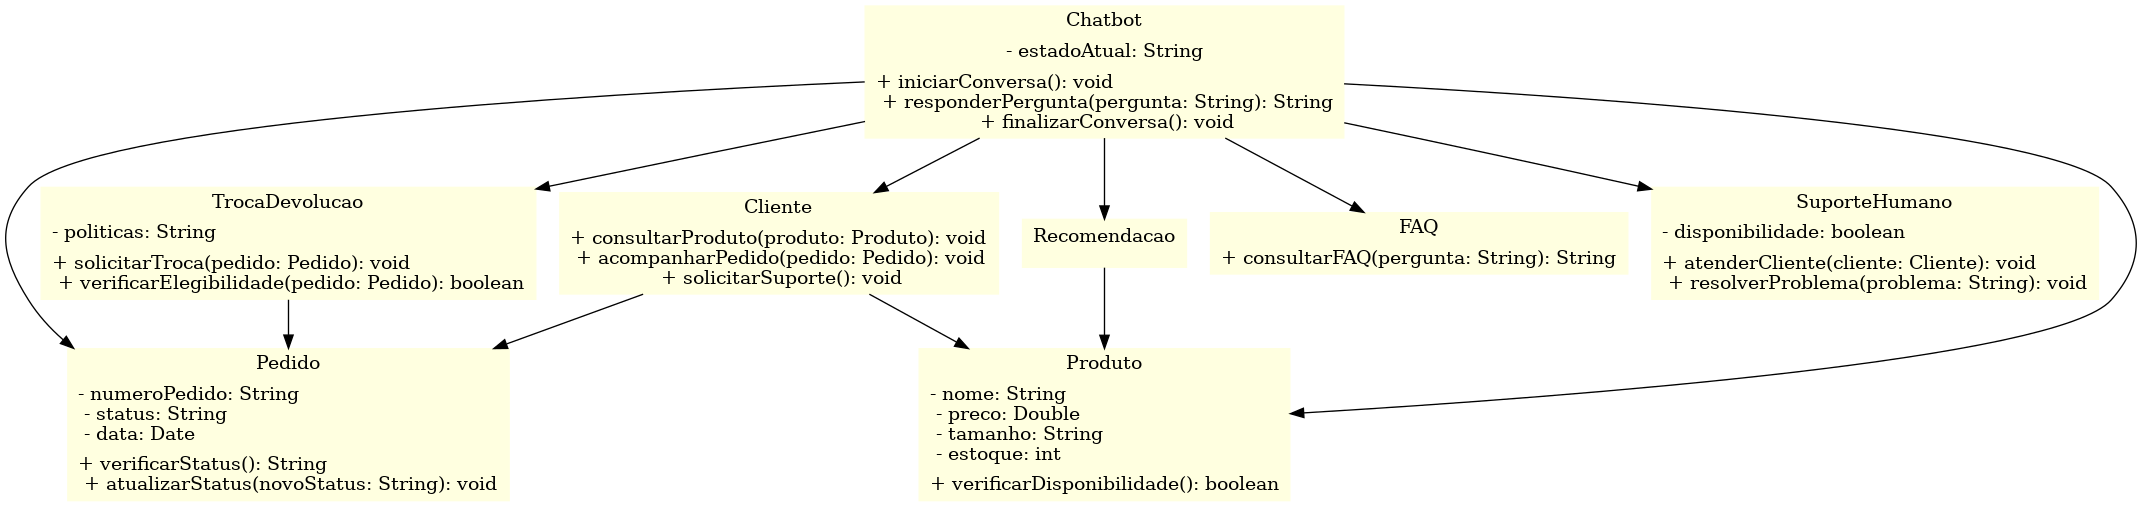 Chatbot
- estadoAtual: String
+ iniciarConversa(): void
+ responderPergunta(pergunta: String): String
+ finalizarConversa(): void
TrocaDevolucao
- politicas: String
+ solicitarTroca(pedido: Pedido): void
+ verificarElegibilidade(pedido: Pedido): boolean
Cliente
+ consultarProduto(produto: Produto): void
+ acompanharPedido(pedido: Pedido): void
+ solicitarSuporte(): void
Recomendacao
FAQ
+ consultarFAQ(pergunta: String): String
SuporteHumano
- disponibilidade: boolean
+ atenderCliente(cliente: Cliente): void
+ resolverProblema(problema: String): void
Pedido
- numeroPedido: String
- status: String
- data: Date
+ verificarStatus(): String
+ atualizarStatus(novoStatus: String): void
Produto
- nome: String
- preco: Double
- tamanho: String
- estoque: int
+ verificarDisponibilidade(): boolean